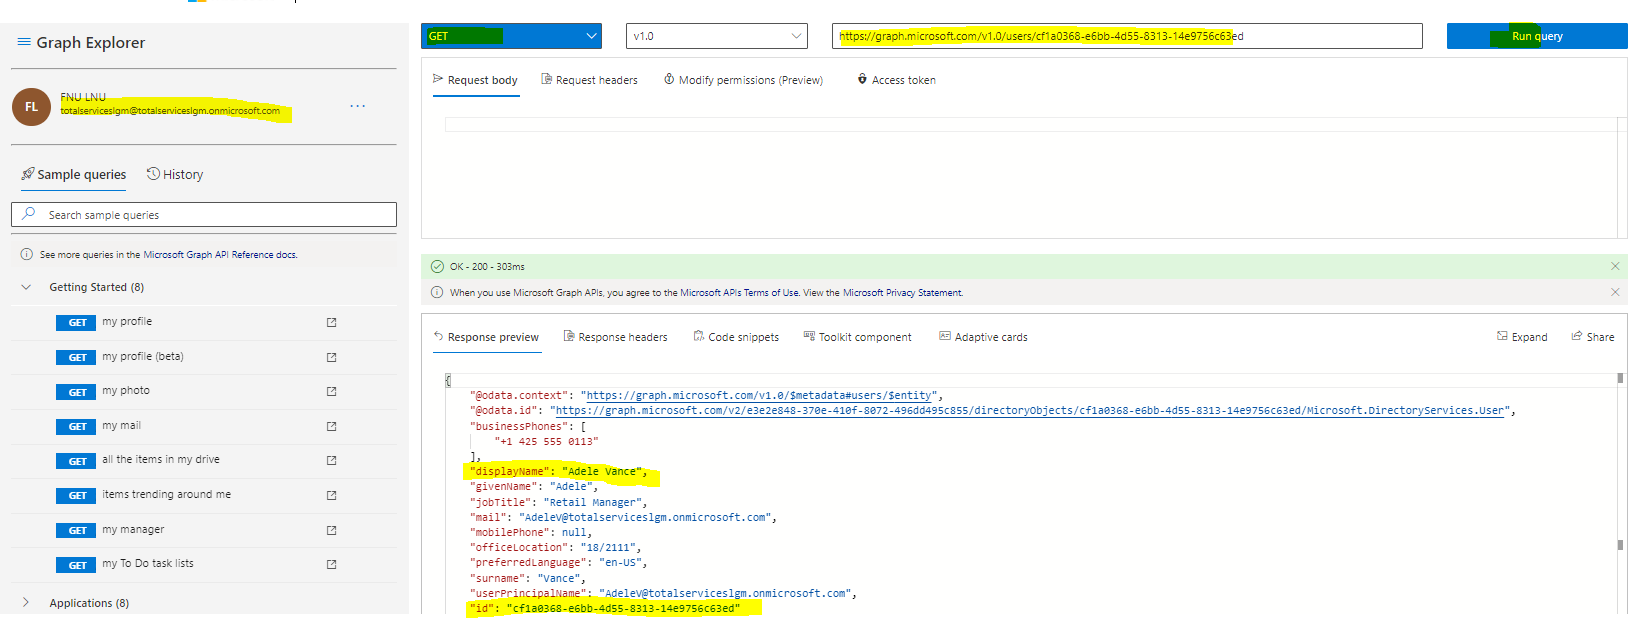 Graph Explorer
FL
FNU LNU
totalserviceslgm@totalserviceslgm.onmicrosoft.com
...
Sample queries
History
Search sample queries
See more queries in the Microsoft Graph API Reference docs.
Getting Started (8)
GET my profile
GET my profile (beta)
GET my photo
GET my mail
GET all the items in my drive
GET items trending around me
GET my manager
GET my To Do task lists
Applications (8)
GET
v1.0
https://graph.microsoft.com/v1.0/users/cf1a0368-e6bb-4d55-8313-14e9756c63ed
Run query
Request body
Request headers
Modify permissions (Preview)
Access token
OK - 200 - 303ms
When you use Microsoft Graph APIs, you agree to the Microsoft APIs Terms of Use. View the Microsoft Privacy Statement.
Response preview
Response headers
Code snippets
Toolkit component
Adaptive cards
Expand
Share
{
"@odata.context": "https://graph.microsoft.com/v1.0/$metadata#users/$entity",
"@odata.id": "https://graph.microsoft.com/v2/e3e2e848-370e-410f-8072-496dd495c855/directoryObjects/cf1a0368-e6bb-4d55-8313-14e9756c63ed/Microsoft.DirectoryServices.User",
"businessPhones": [
"+1 425 555 0113"
],
"displayName": "Adele Vance",
"givenName": "Adele",
"jobTitle": "Retail Manager",
"mail": "AdeleV@totalserviceslgm.onmicrosoft.com",
"mobilePhone": null,
"officeLocation": "18/2111",
"preferredLanguage": "en-US",
"surname": "Vance",
"userPrincipalName": "AdeleV@totalserviceslgm.onmicrosoft.com",
"id": "cf1a0368-e6bb-4d55-8313-14e9756c63ed"